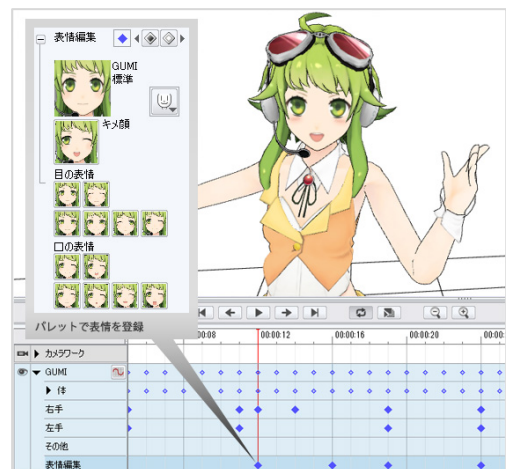 表情編集
GUMI
標準
キメ顔
目の表情
口の表情
パレットで表情を登録
00:08
00:00:12
00:00:16
00:00:20
00:00:
カメラワーク
GUMI
体
右手
左手
その他
表情編集